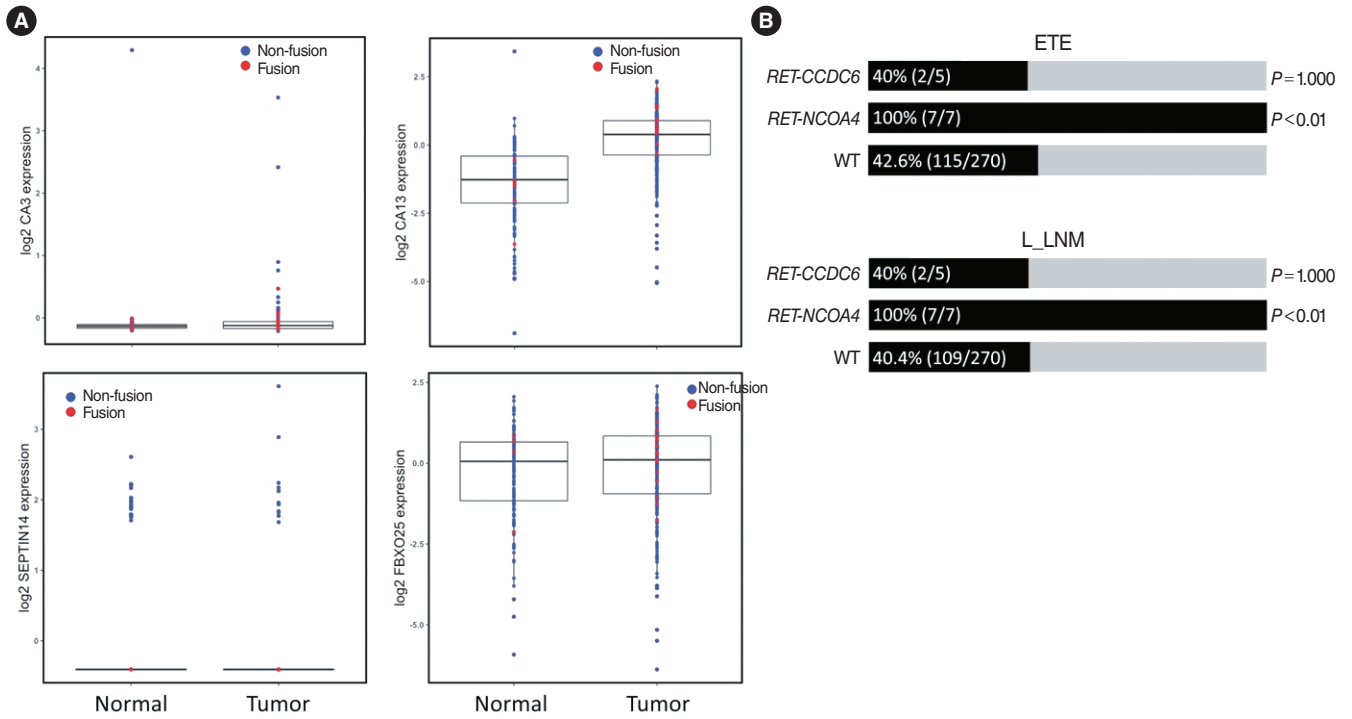 A
log2 CA3 expression
4
3
2
1
0
Non-fusion
Fusion
log2 CA13 expression
2.5
0.0
-2.5
-5.0
Non-fusion
Fusion
log2 SEPTIN14 expression
3
2
1
0
Non-fusion
Fusion
Normal
Tumor
log2 FBXO25 expression
2.5
0.0
-2.5
-5.0
Non-fusion
Fusion
Normal
Tumor
B
ETE
RET-CCDC6 40% (2/5) P=1.000
RET-NCOA4 100% (7/7) P<0.01
WT 42.6% (115/270)
L_LNM
RET-CCDC6 40% (2/5) P=1.000
RET-NCOA4 100% (7/7) P<0.01
WT 40.4% (109/270)